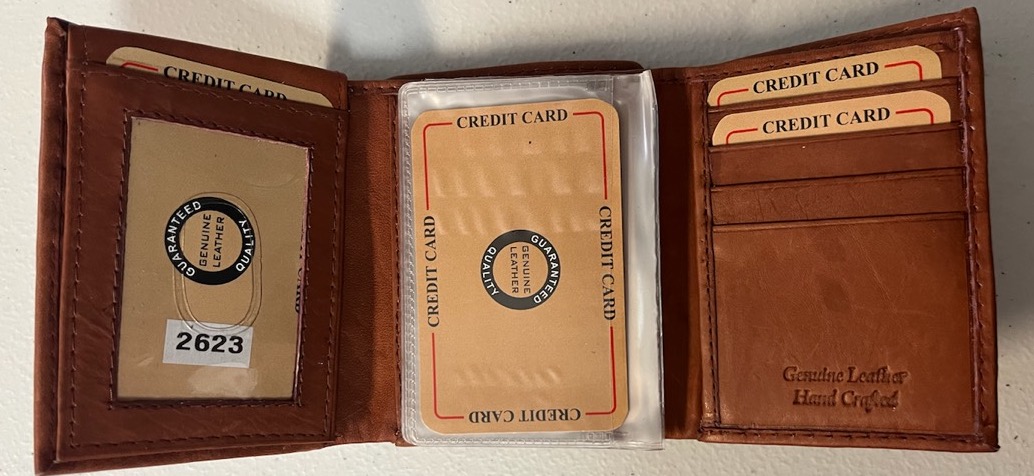 CREDIT CARD
GUARANTEED
GENUINE
LEATHER
QUALITY
2623
CREDIT CARD
CREDIT CARD
CREDIT CARD
GUARANTEED
GENUINE
LEATHER
QUALITY
CREDIT CARD
CREDIT CARD
CREDIT CARD
Genuine Leather
Hand Crafted